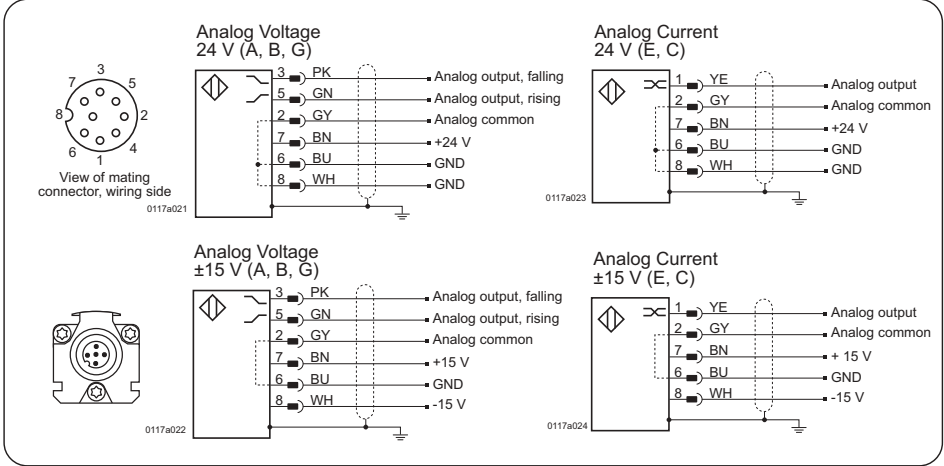 Analog Voltage
24 V (A, B, G)
3 PK Analog output, falling
5 GN Analog output, rising
2 GY Analog common
7 BN +24 V
6 BU GND
8 WH GND
0117a021
Analog Current
24 V (E, C)
1 YE Analog output
2 GY Analog common
7 BN +24 V
6 BU GND
8 WH GND
0117a023
3
7 5
8 2
6 4
1
View of mating
connector, wiring side
Analog Voltage
±15 V (A, B, G)
3 PK Analog output, falling
5 GN Analog output, rising
2 GY Analog common
7 BN +15 V
6 BU GND
8 WH -15 V
0117a022
Analog Current
±15 V (E, C)
1 YE Analog output
2 GY Analog common
7 BN + 15 V
6 BU GND
8 WH -15 V
0117a024